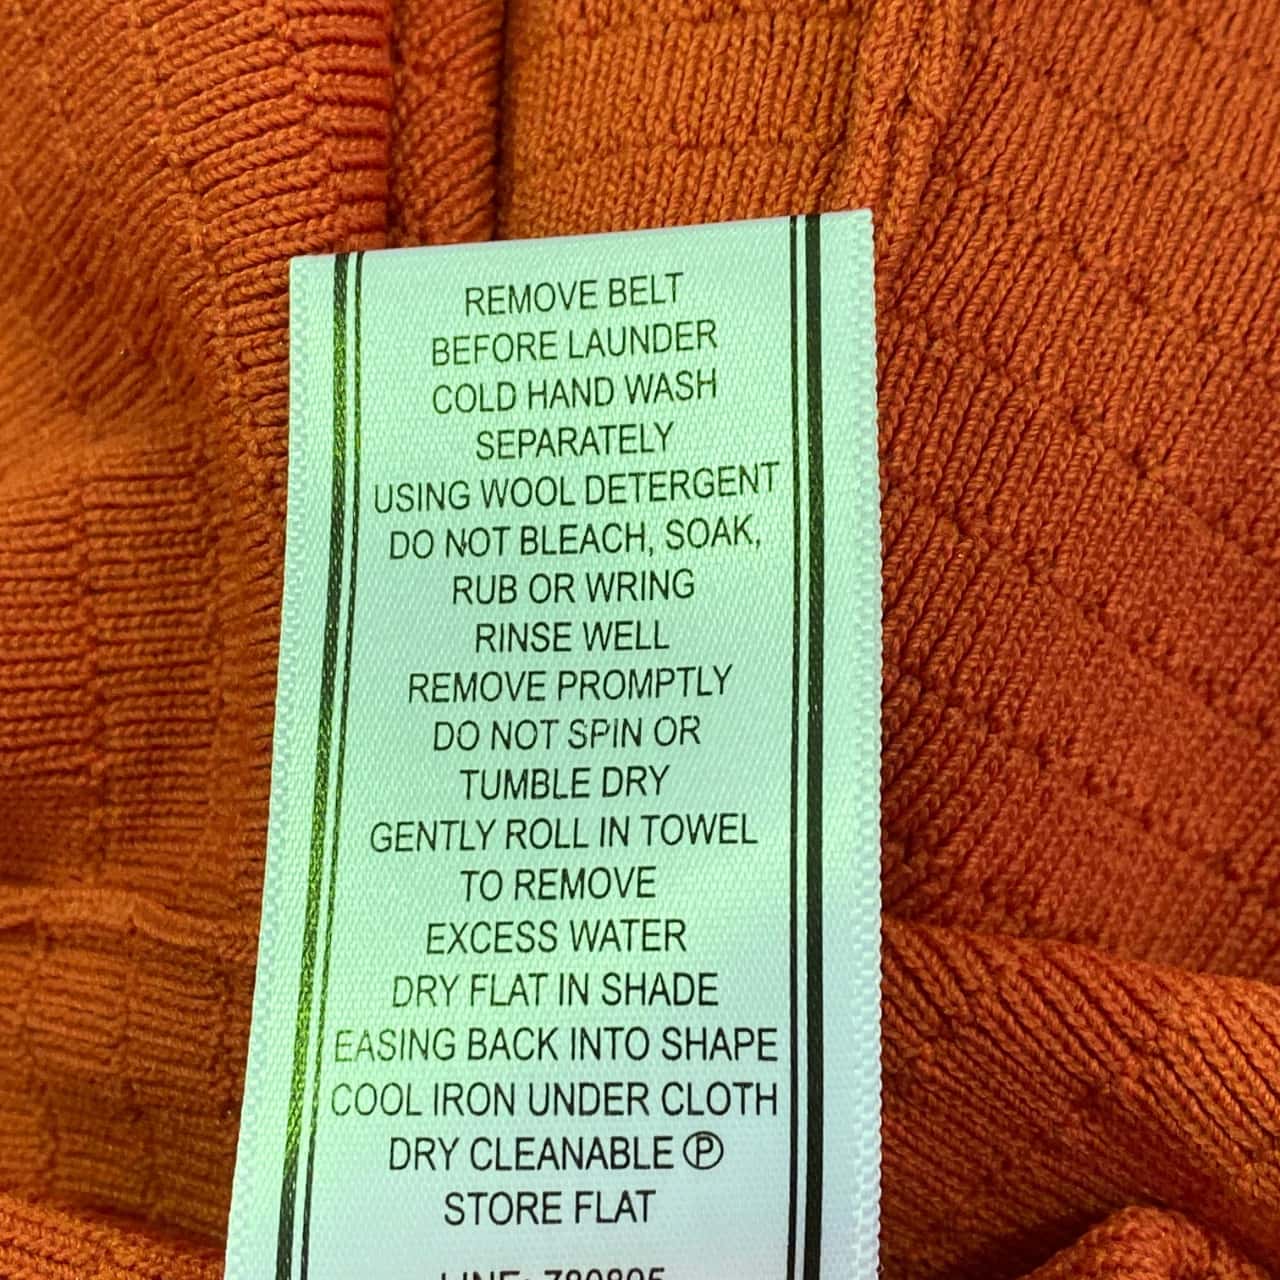 REMOVE BELT
BEFORE LAUNDER
COLD HAND WASH
SEPARATELY
USING WOOL DETERGENT
DO NOT BLEACH, SOAK,
RUB OR WRING
RINSE WELL
REMOVE PROMPTLY
DO NOT SPIN OR
TUMBLE DRY
GENTLY ROLL IN TOWEL
TO REMOVE
EXCESS WATER
DRY FLAT IN SHADE
EASING BACK INTO SHAPE
COOL IRON UNDER CLOTH
DRY CLEANABLE Ⓟ
STORE FLAT
LINE: